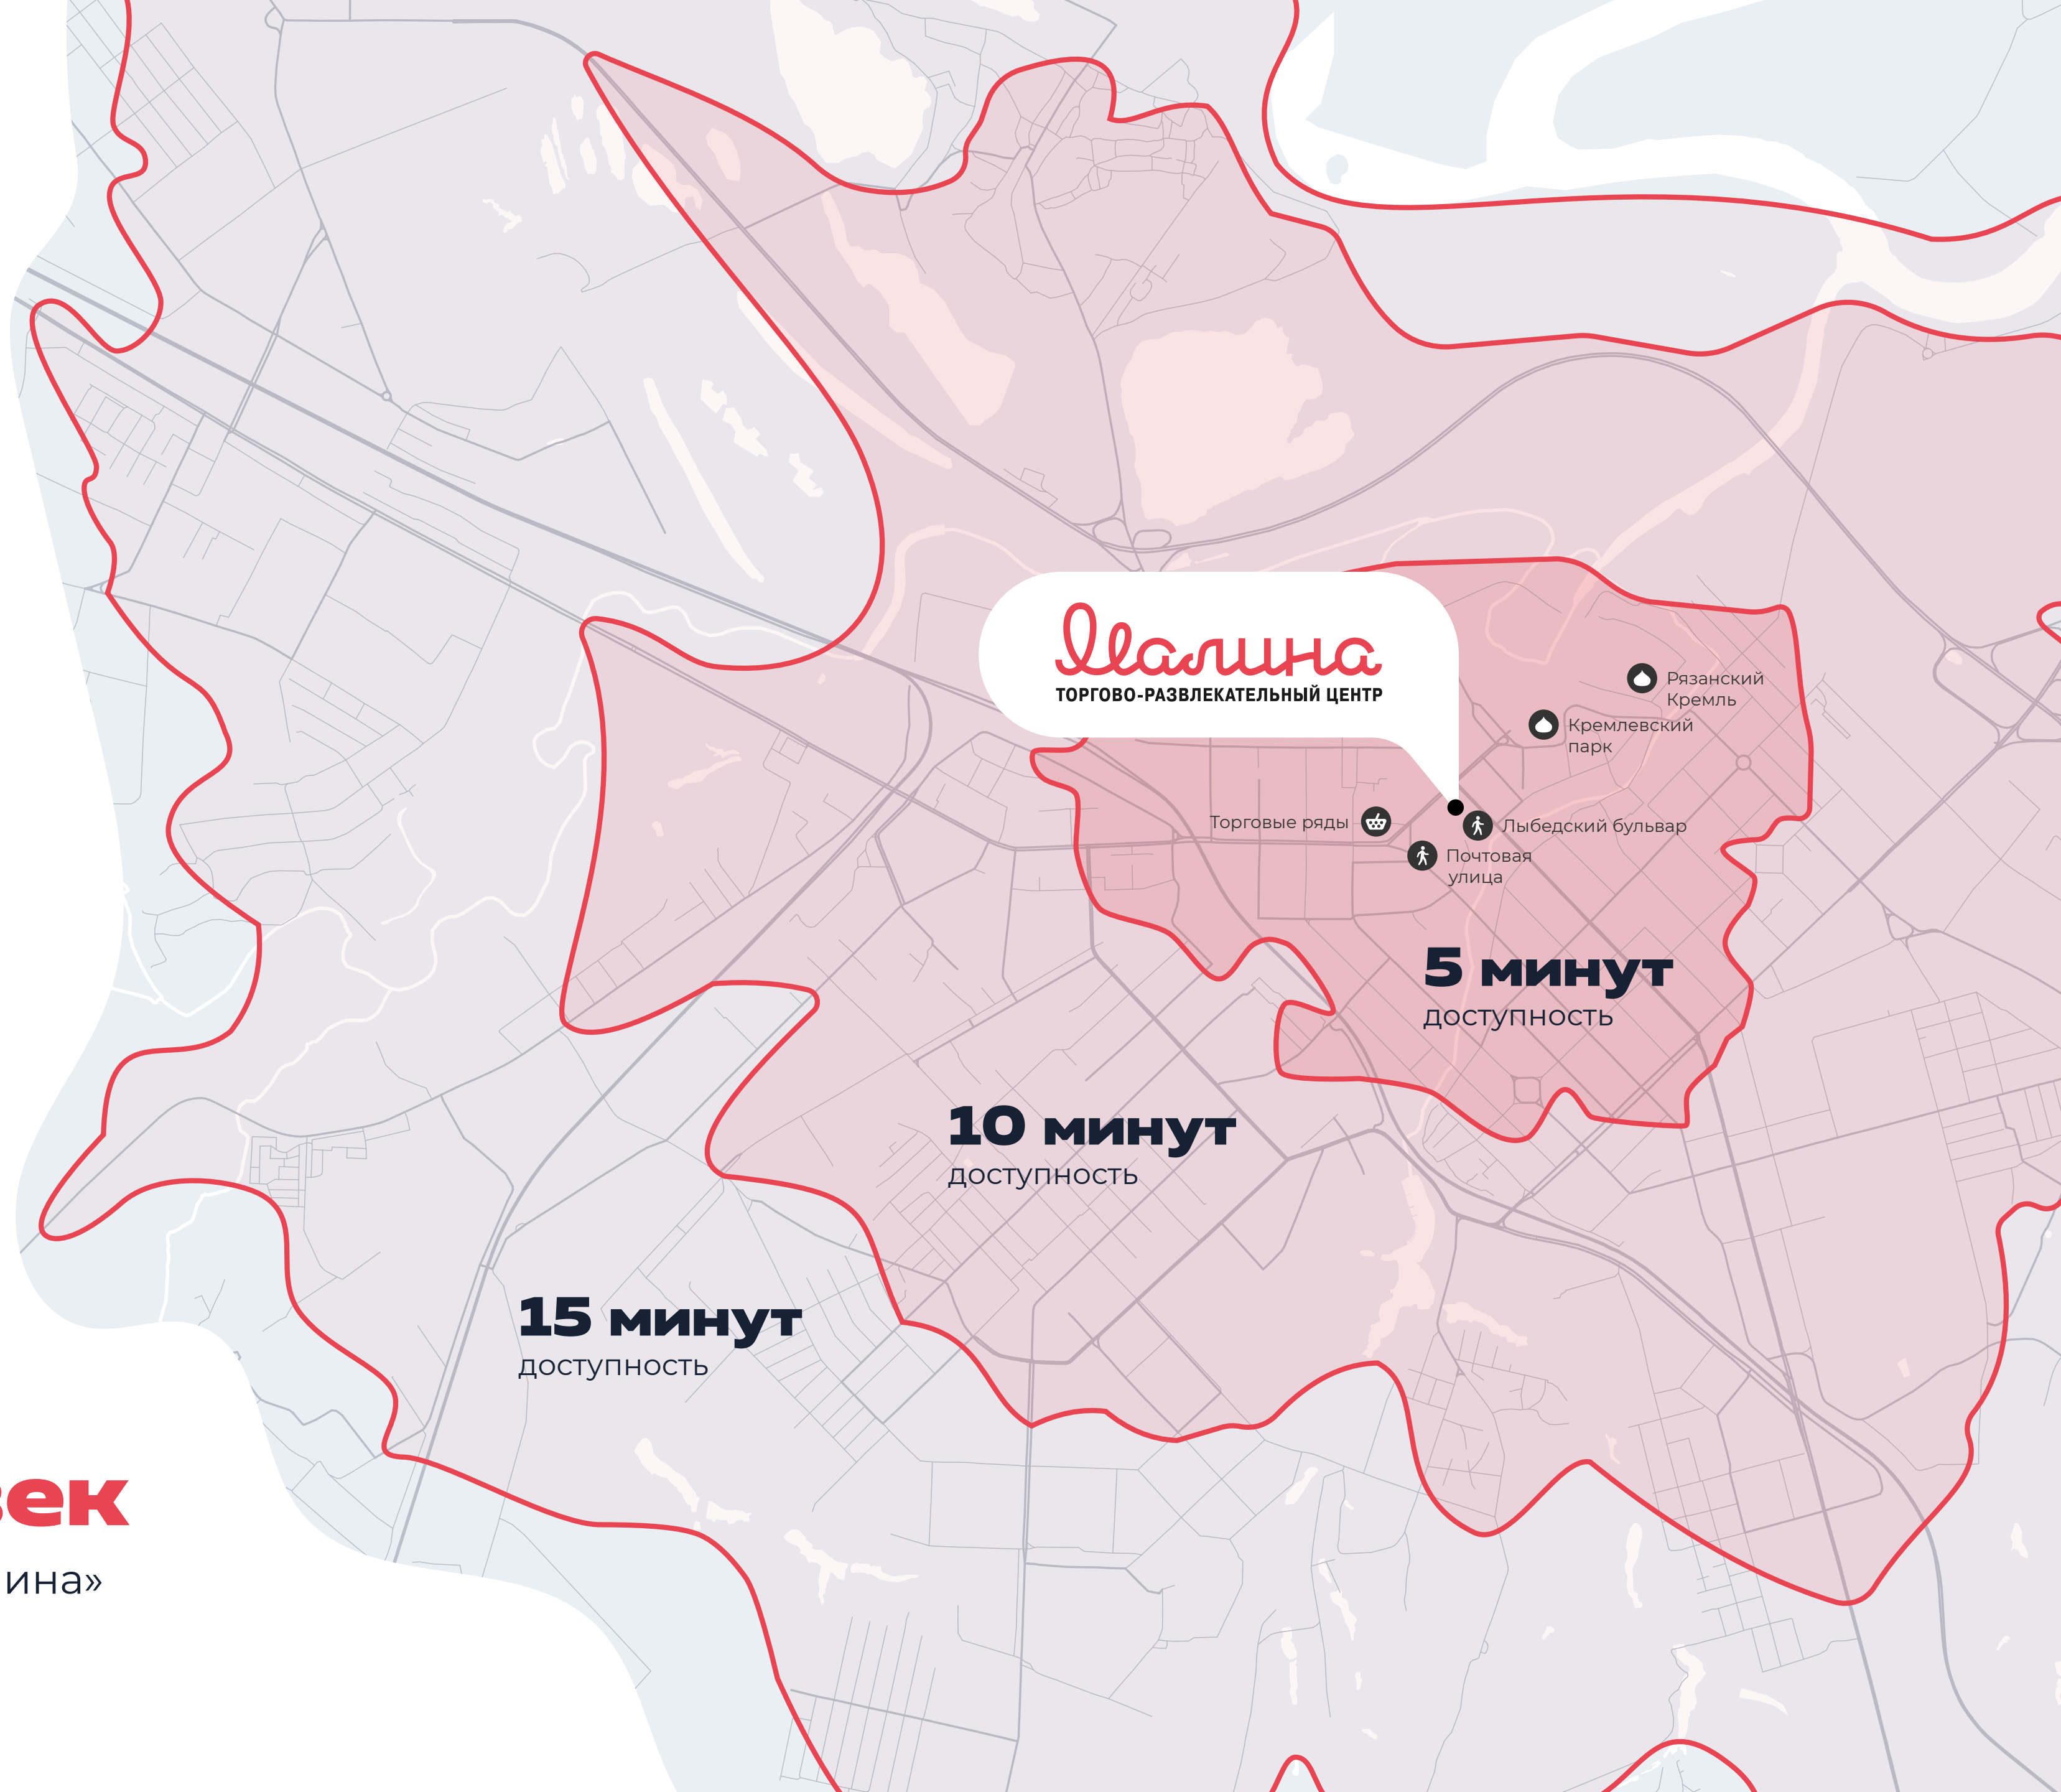 Малина
ТОРГОВО-РАЗВЛЕКАТЕЛЬНЫЙ ЦЕНТР
Рязанский
Кремль
Кремлевский
парк
Торговые ряды
Лыбедский бульвар
Почтовая
улица
5 минут
доступность
10 минут
доступность
15 минут
доступность
век
ина»